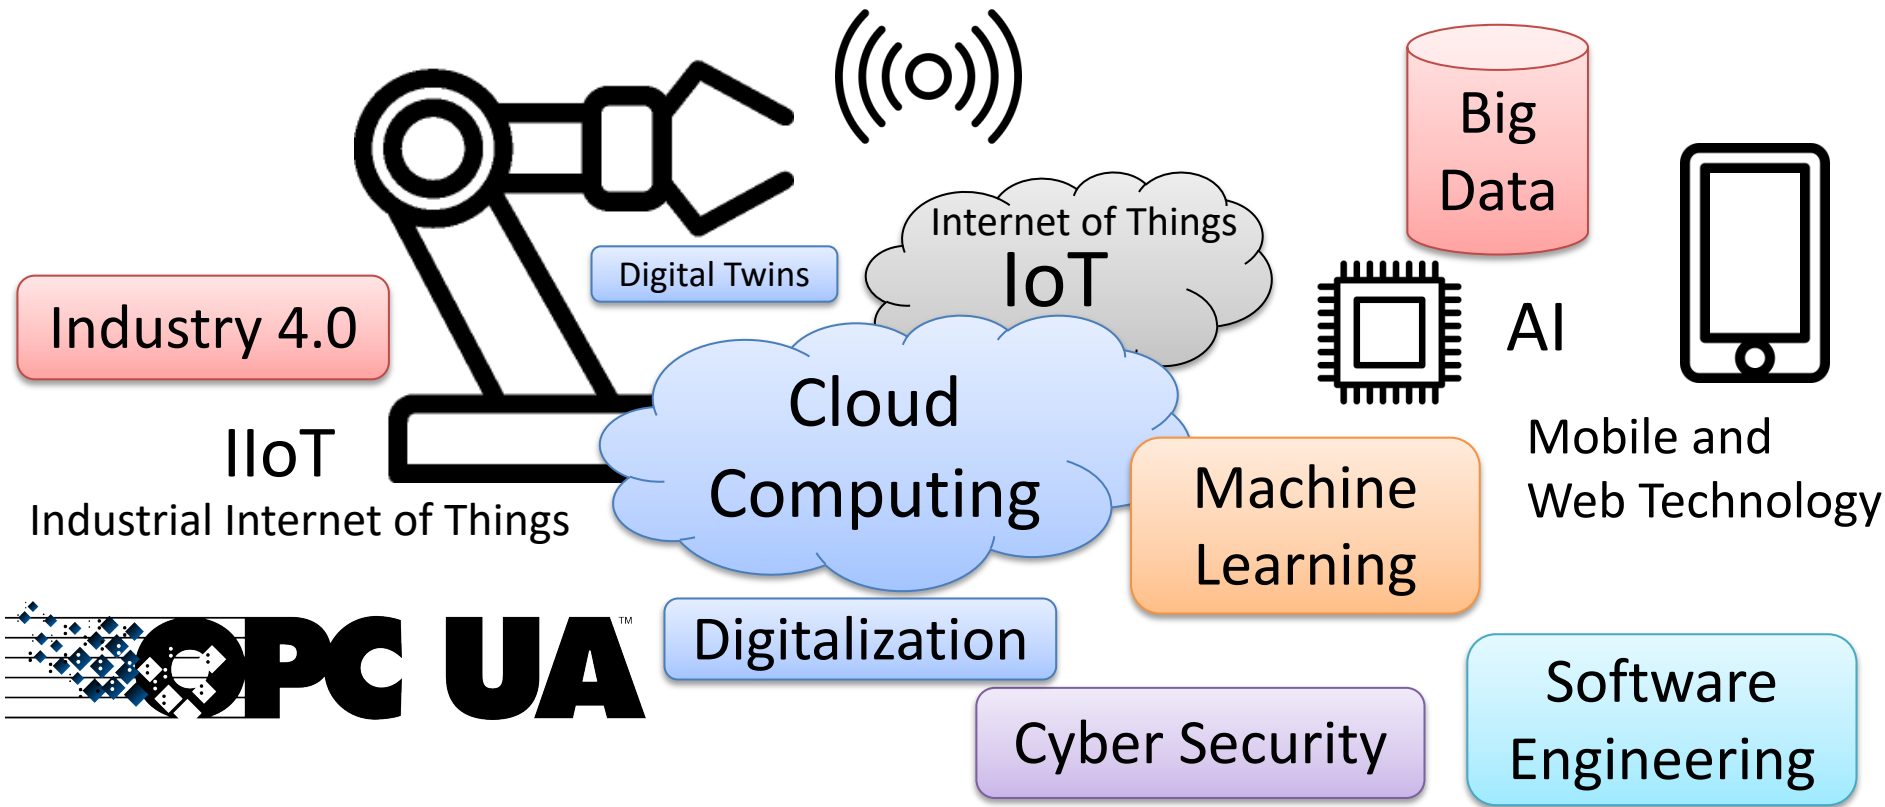 Big
Data
Internet of Things
IoT
Digital Twins
Industry 4.0
AI
Cloud
Computing
IIoT
Industrial Internet of Things
Mobile and
Web Technology
Machine
Learning
OPC UA™
Digitalization
Software
Engineering
Cyber Security